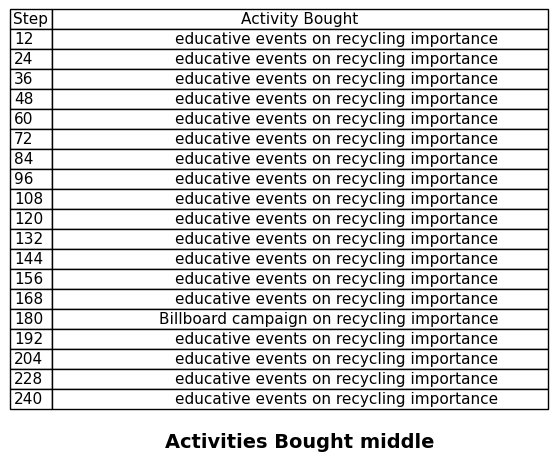 Step Activity Bought
12 educative events on recycling importance
24 educative events on recycling importance
36 educative events on recycling importance
48 educative events on recycling importance
60 educative events on recycling importance
72 educative events on recycling importance
84 educative events on recycling importance
96 educative events on recycling importance
108 educative events on recycling importance
120 educative events on recycling importance
132 educative events on recycling importance
144 educative events on recycling importance
156 educative events on recycling importance
168 educative events on recycling importance
180 Billboard campaign on recycling importance
192 educative events on recycling importance
204 educative events on recycling importance
228 educative events on recycling importance
240 educative events on recycling importance
Activities Bought middle